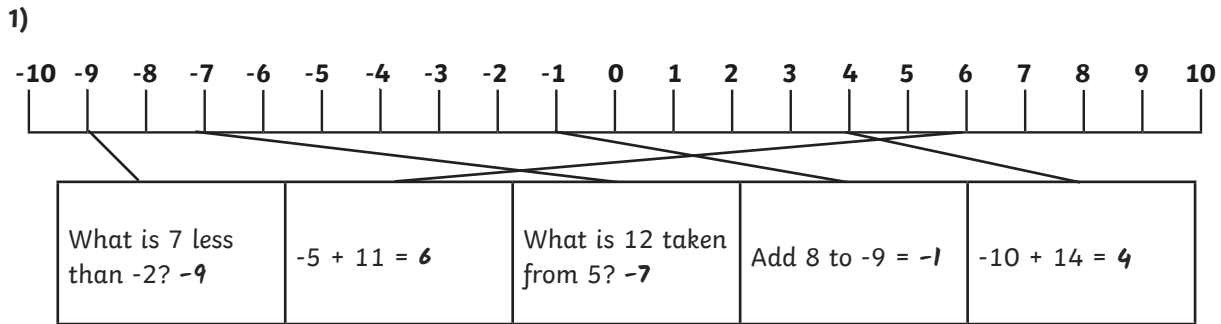 1)
-10 -9 -8 -7 -6 -5 -4 -3 -2 -1 0 1 2 3 4 5 6 7 8 9 10
What is 7 less
than -2? -9
-5 + 11 = 6
What is 12 taken
from 5? -7
Add 8 to -9 = -1
-10 + 14 = 4